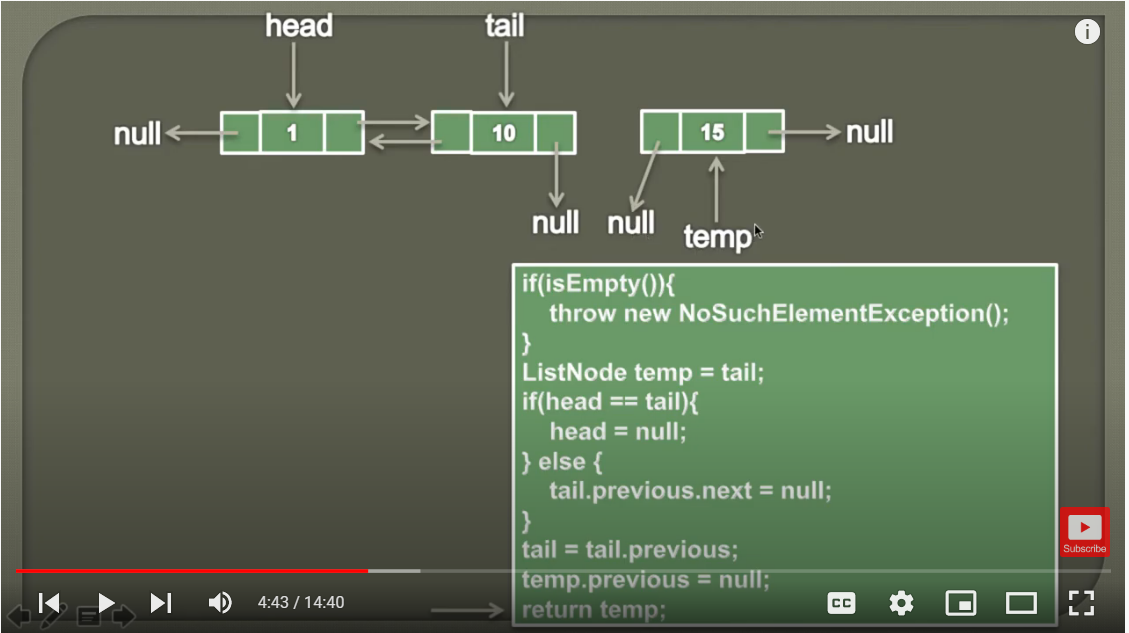 head tail
null 1 10 15 null
null null
temp
if(isEmpty()){
throw new NoSuchElementException();
}
ListNode temp = tail;
if(head == tail){
head = null;
} else {
tail.previous.next = null;
}
tail = tail.previous;
temp.previous = null;
return temp;
Subscribe
4:43 / 14:40
CC